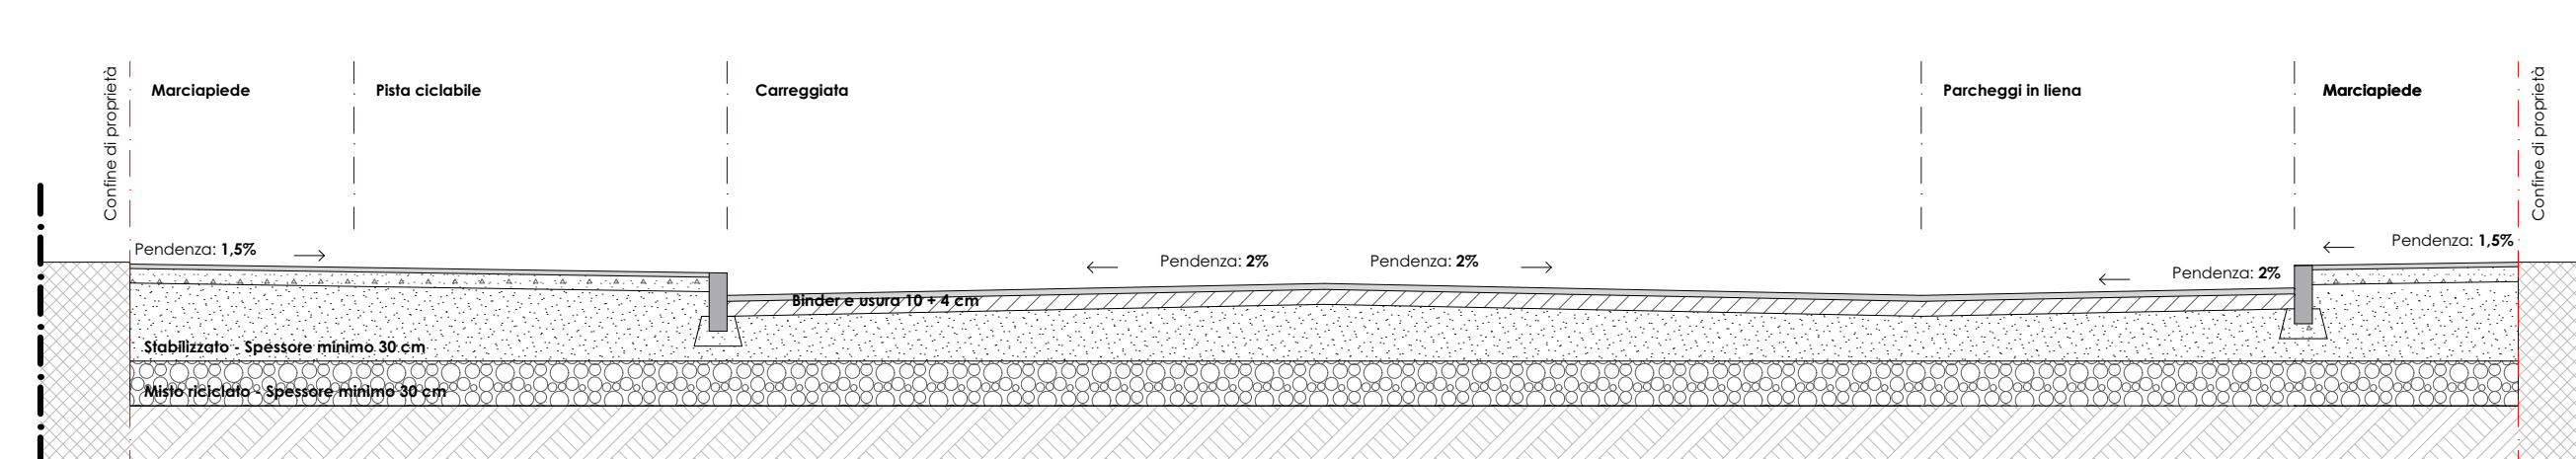 Confine di proprietà
Marciapiede
Pista ciclabile
Carreggiata
Parcheggi in liena
Marciapiede
Confine di proprietà
Pendenza: 1,5%
Pendenza: 2%
Pendenza: 2%
Pendenza: 2%
Pendenza: 1,5%
Binder e usura 10 + 4 cm
Stabilizzato - Spessore minimo 30 cm
Misto riciclato - Spessore minimo 30 cm